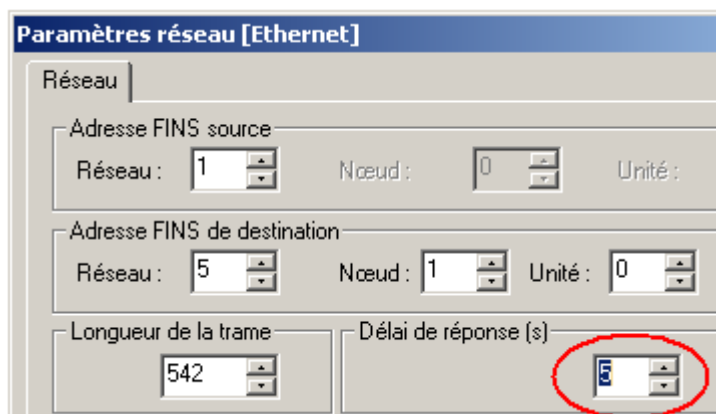 Paramètres réseau [Ethernet]
Réseau
Adresse FINS source
Réseau : 1 Nœud : 0 Unité :
Adresse FINS de destination
Réseau : 5 Nœud : 1 Unité : 0
Longueur de la trame Délai de réponse (s)
542 5